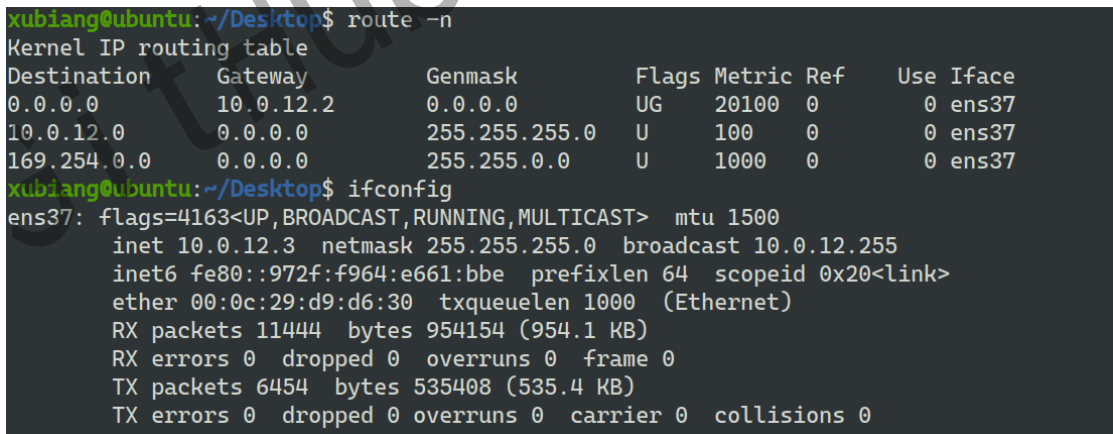 xubiang@ubuntu:~/Desktop$ route -n
Kernel IP routing table
Destination     Gateway         Genmask         Flags Metric Ref    Use Iface
0.0.0.0         10.0.12.2       0.0.0.0         UG    20100  0        0 ens37
10.0.12.0       0.0.0.0         255.255.255.0   U     100    0        0 ens37
169.254.0.0     0.0.0.0         255.255.0.0     U     1000   0        0 ens37
xubiang@ubuntu:~/Desktop$ ifconfig
ens37: flags=4163<UP,BROADCAST,RUNNING,MULTICAST>  mtu 1500
        inet 10.0.12.3  netmask 255.255.255.0  broadcast 10.0.12.255
        inet6 fe80::972f:f964:e661:bbe  prefixlen 64  scopeid 0x20<link>
        ether 00:0c:29:d9:d6:30  txqueuelen 1000  (Ethernet)
        RX packets 11444  bytes 954154 (954.1 KB)
        RX errors 0  dropped 0  overruns 0  frame 0
        TX packets 6454  bytes 535408 (535.4 KB)
        TX errors 0  dropped 0 overruns 0  carrier 0  collisions 0